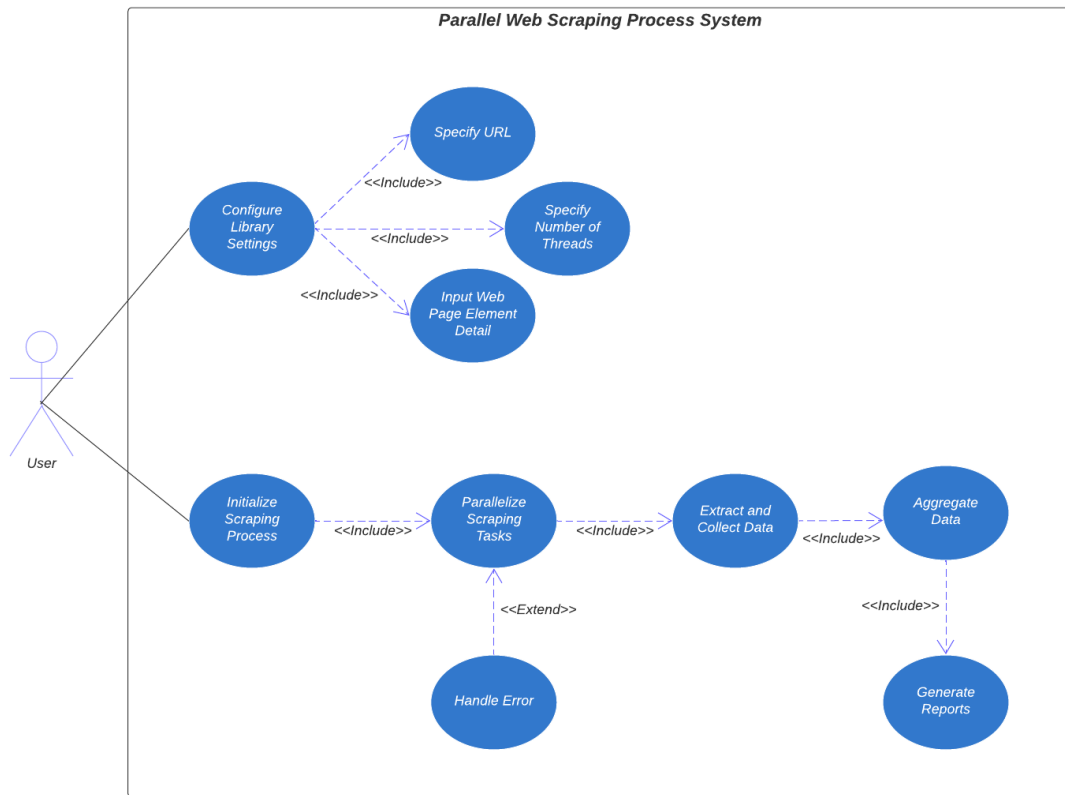 Parallel Web Scraping Process System
Specify URL
<<Include>>
Configure
Library
Settings
Specify
Number of
Threads
<<Include>>
<<Include>>
Input Web
Page Element
Detail
User
Initialize
Scraping
Process
<<Include>>
Parallelize
Scraping
Tasks
<<Include>>
Extract and
Collect Data
<<Include>>
Aggregate
Data
<<Extend>>
<<Include>>
Handle Error
Generate
Reports